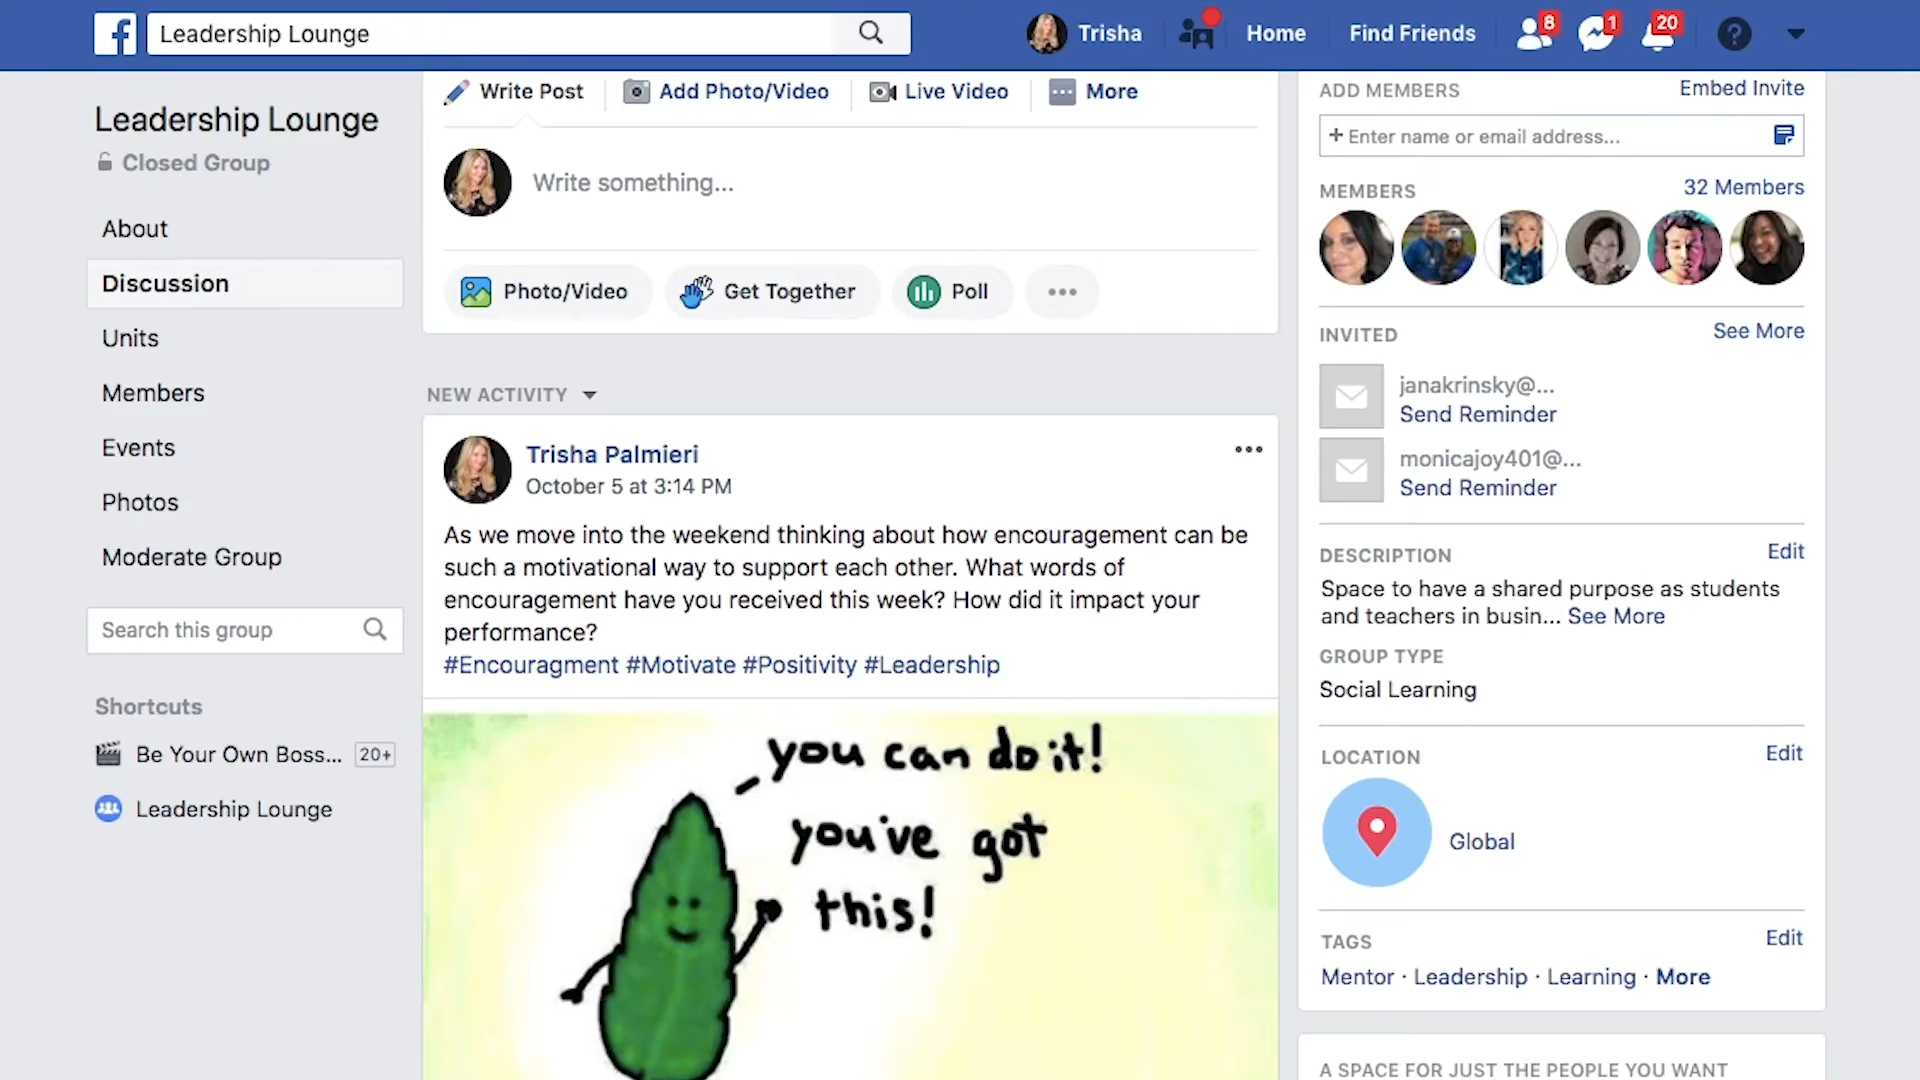 Leadership Lounge
Trisha
Home
Find Friends
8
1
20
?
Leadership Lounge
Closed Group
About
Discussion
Units
Members
Events
Photos
Moderate Group
Search this group
Shortcuts
Be Your Own Boss... 20+
Leadership Lounge
Write Post
Add Photo/Video
Live Video
More
Write something...
Photo/Video
Get Together
Poll
NEW ACTIVITY
Trisha Palmieri
October 5 at 3:14 PM
As we move into the weekend thinking about how encouragement can be
such a motivational way to support each other. What words of
encouragement have you received this week? How did it impact your
performance?
#Encouragment #Motivate #Positivity #Leadership
you can do it!
you've got
this!
ADD MEMBERS
Embed Invite
+ Enter name or email address...
MEMBERS
32 Members
INVITED
See More
janakrinsky@...
Send Reminder
monicajoy401@...
Send Reminder
DESCRIPTION
Edit
Space to have a shared purpose as students
and teachers in busin... See More
GROUP TYPE
Social Learning
LOCATION
Edit
Global
TAGS
Edit
Mentor · Leadership · Learning · More
A SPACE FOR JUST THE PEOPLE YOU WANT